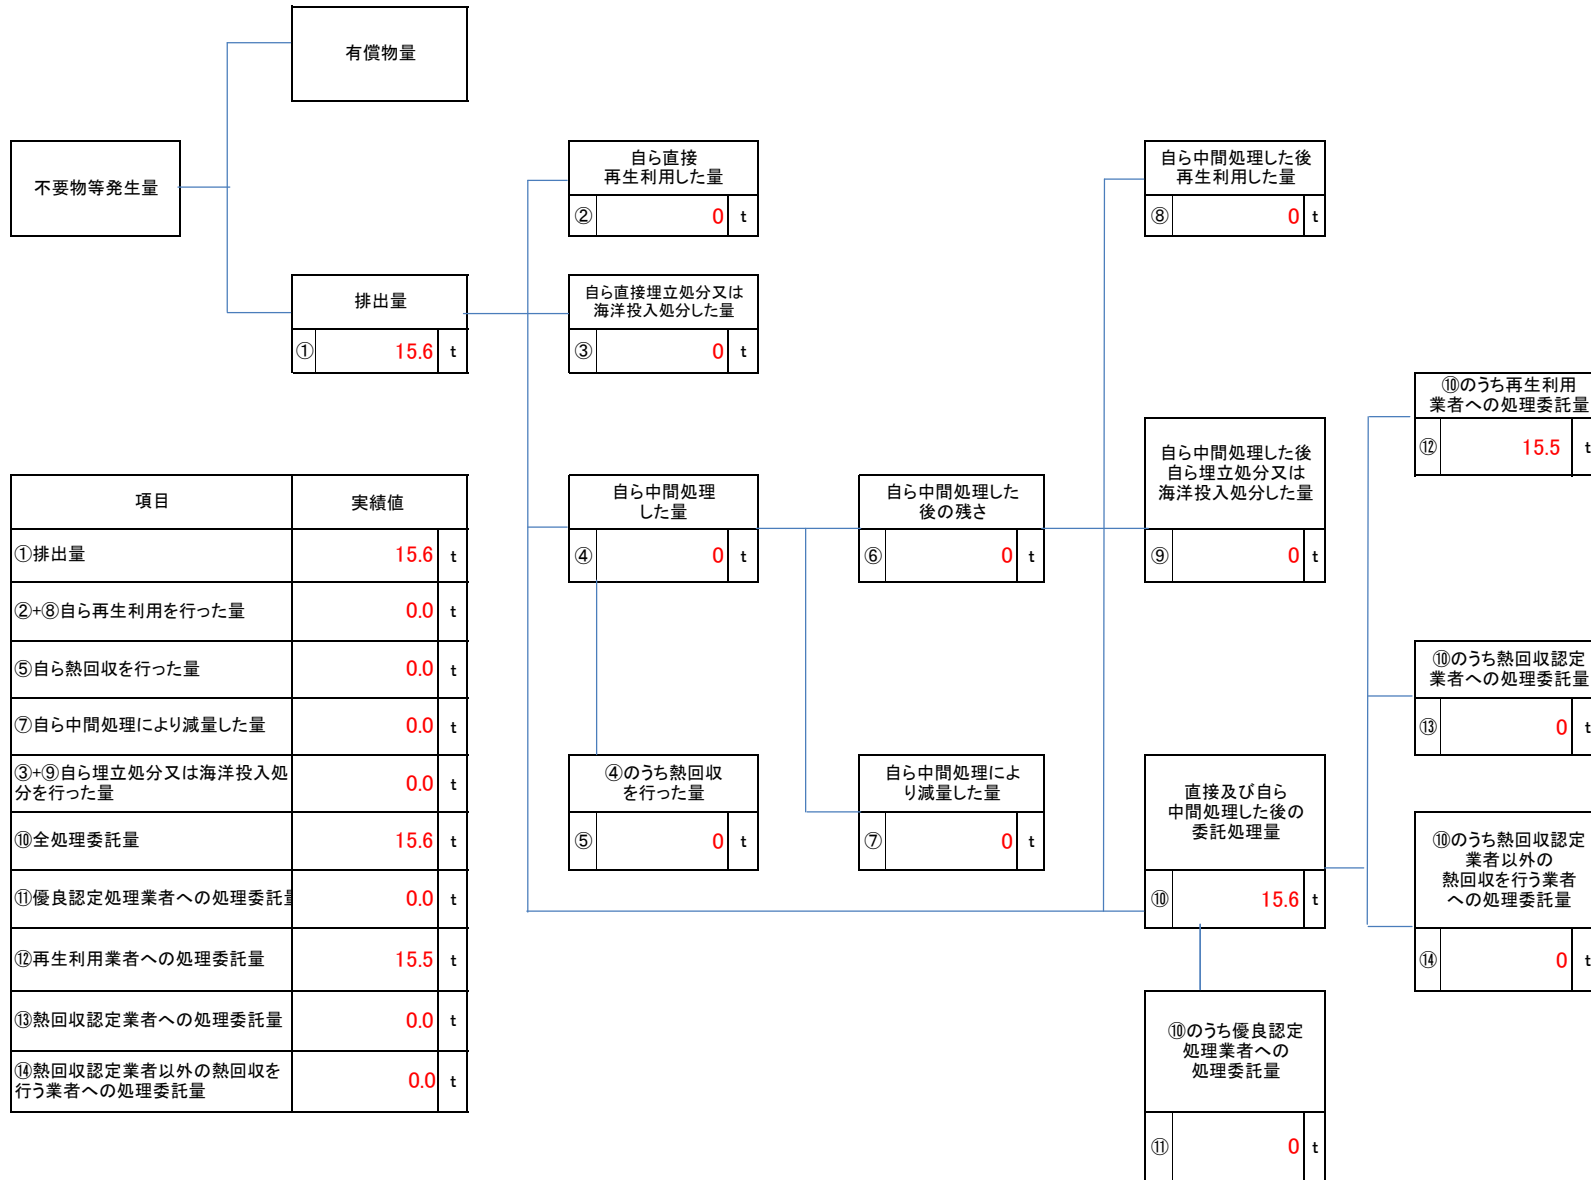 有償物量
不要物等発生量
排出量
① 15.6 t
自ら直接
再生利用した量
② 0 t
自ら直接埋立処分又は
海洋投入処分した量
③ 0 t
自ら中間処理
した量
④ 0 t
④のうち熱回収
を行った量
⑤ 0 t
自ら中間処理した
後の残さ
⑥ 0 t
自ら中間処理によ
り減量した量
⑦ 0 t
自ら中間処理した後
再生利用した量
⑧ 0 t
自ら中間処理した後
自ら埋立処分又は
海洋投入処分した量
⑨ 0 t
直接及び自ら
中間処理した後の
委託処理量
⑩ 15.6 t
⑩のうち優良認定
処理業者への
処理委託量
⑪ 0 t
⑩のうち再生利用
業者への処理委託量
⑫ 15.5 t
⑩のうち熱回収認定
業者への処理委託量
⑬ 0 t
⑩のうち熱回収認定
業者以外の
熱回収を行う業者
への処理委託量
⑭ 0 t
項目 実績値
①排出量 15.6 t
②+⑧自ら再生利用を行った量 0.0 t
⑤自ら熱回収を行った量 0.0 t
⑦自ら中間処理により減量した量 0.0 t
③+⑨自ら埋立処分又は海洋投入処
分を行った量 0.0 t
⑩全処理委託量 15.6 t
⑪優良認定処理業者への処理委託量 0.0 t
⑫再生利用業者への処理委託量 15.5 t
⑬熱回収認定業者への処理委託量 0.0 t
⑭熱回収認定業者以外の熱回収を
行う業者への処理委託量 0.0 t